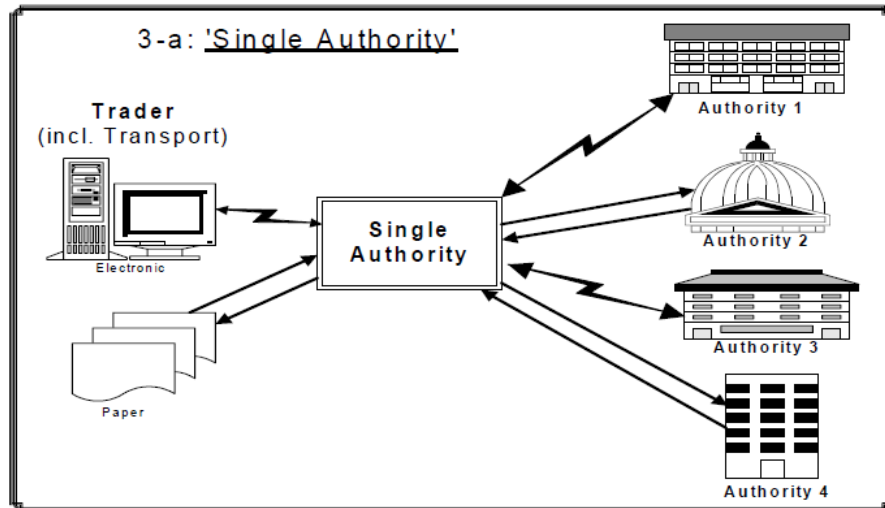 3-a: 'Single Authority'
Trader
(incl. Transport)
Electronic
Paper
Single
Authority
Authority 1
Authority 2
Authority 3
Authority 4